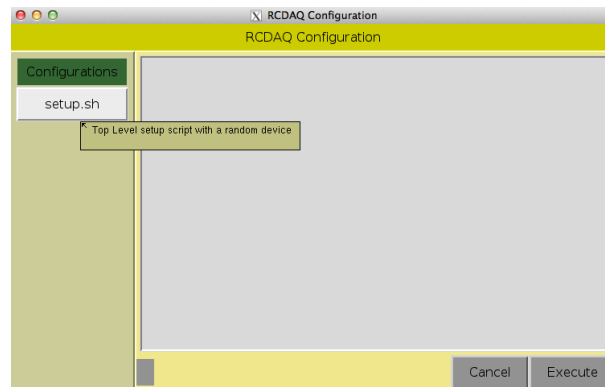 RCDAQ Configuration
RCDAQ Configuration
Configurations
setup.sh
Top Level setup script with a random device
Cancel
Execute